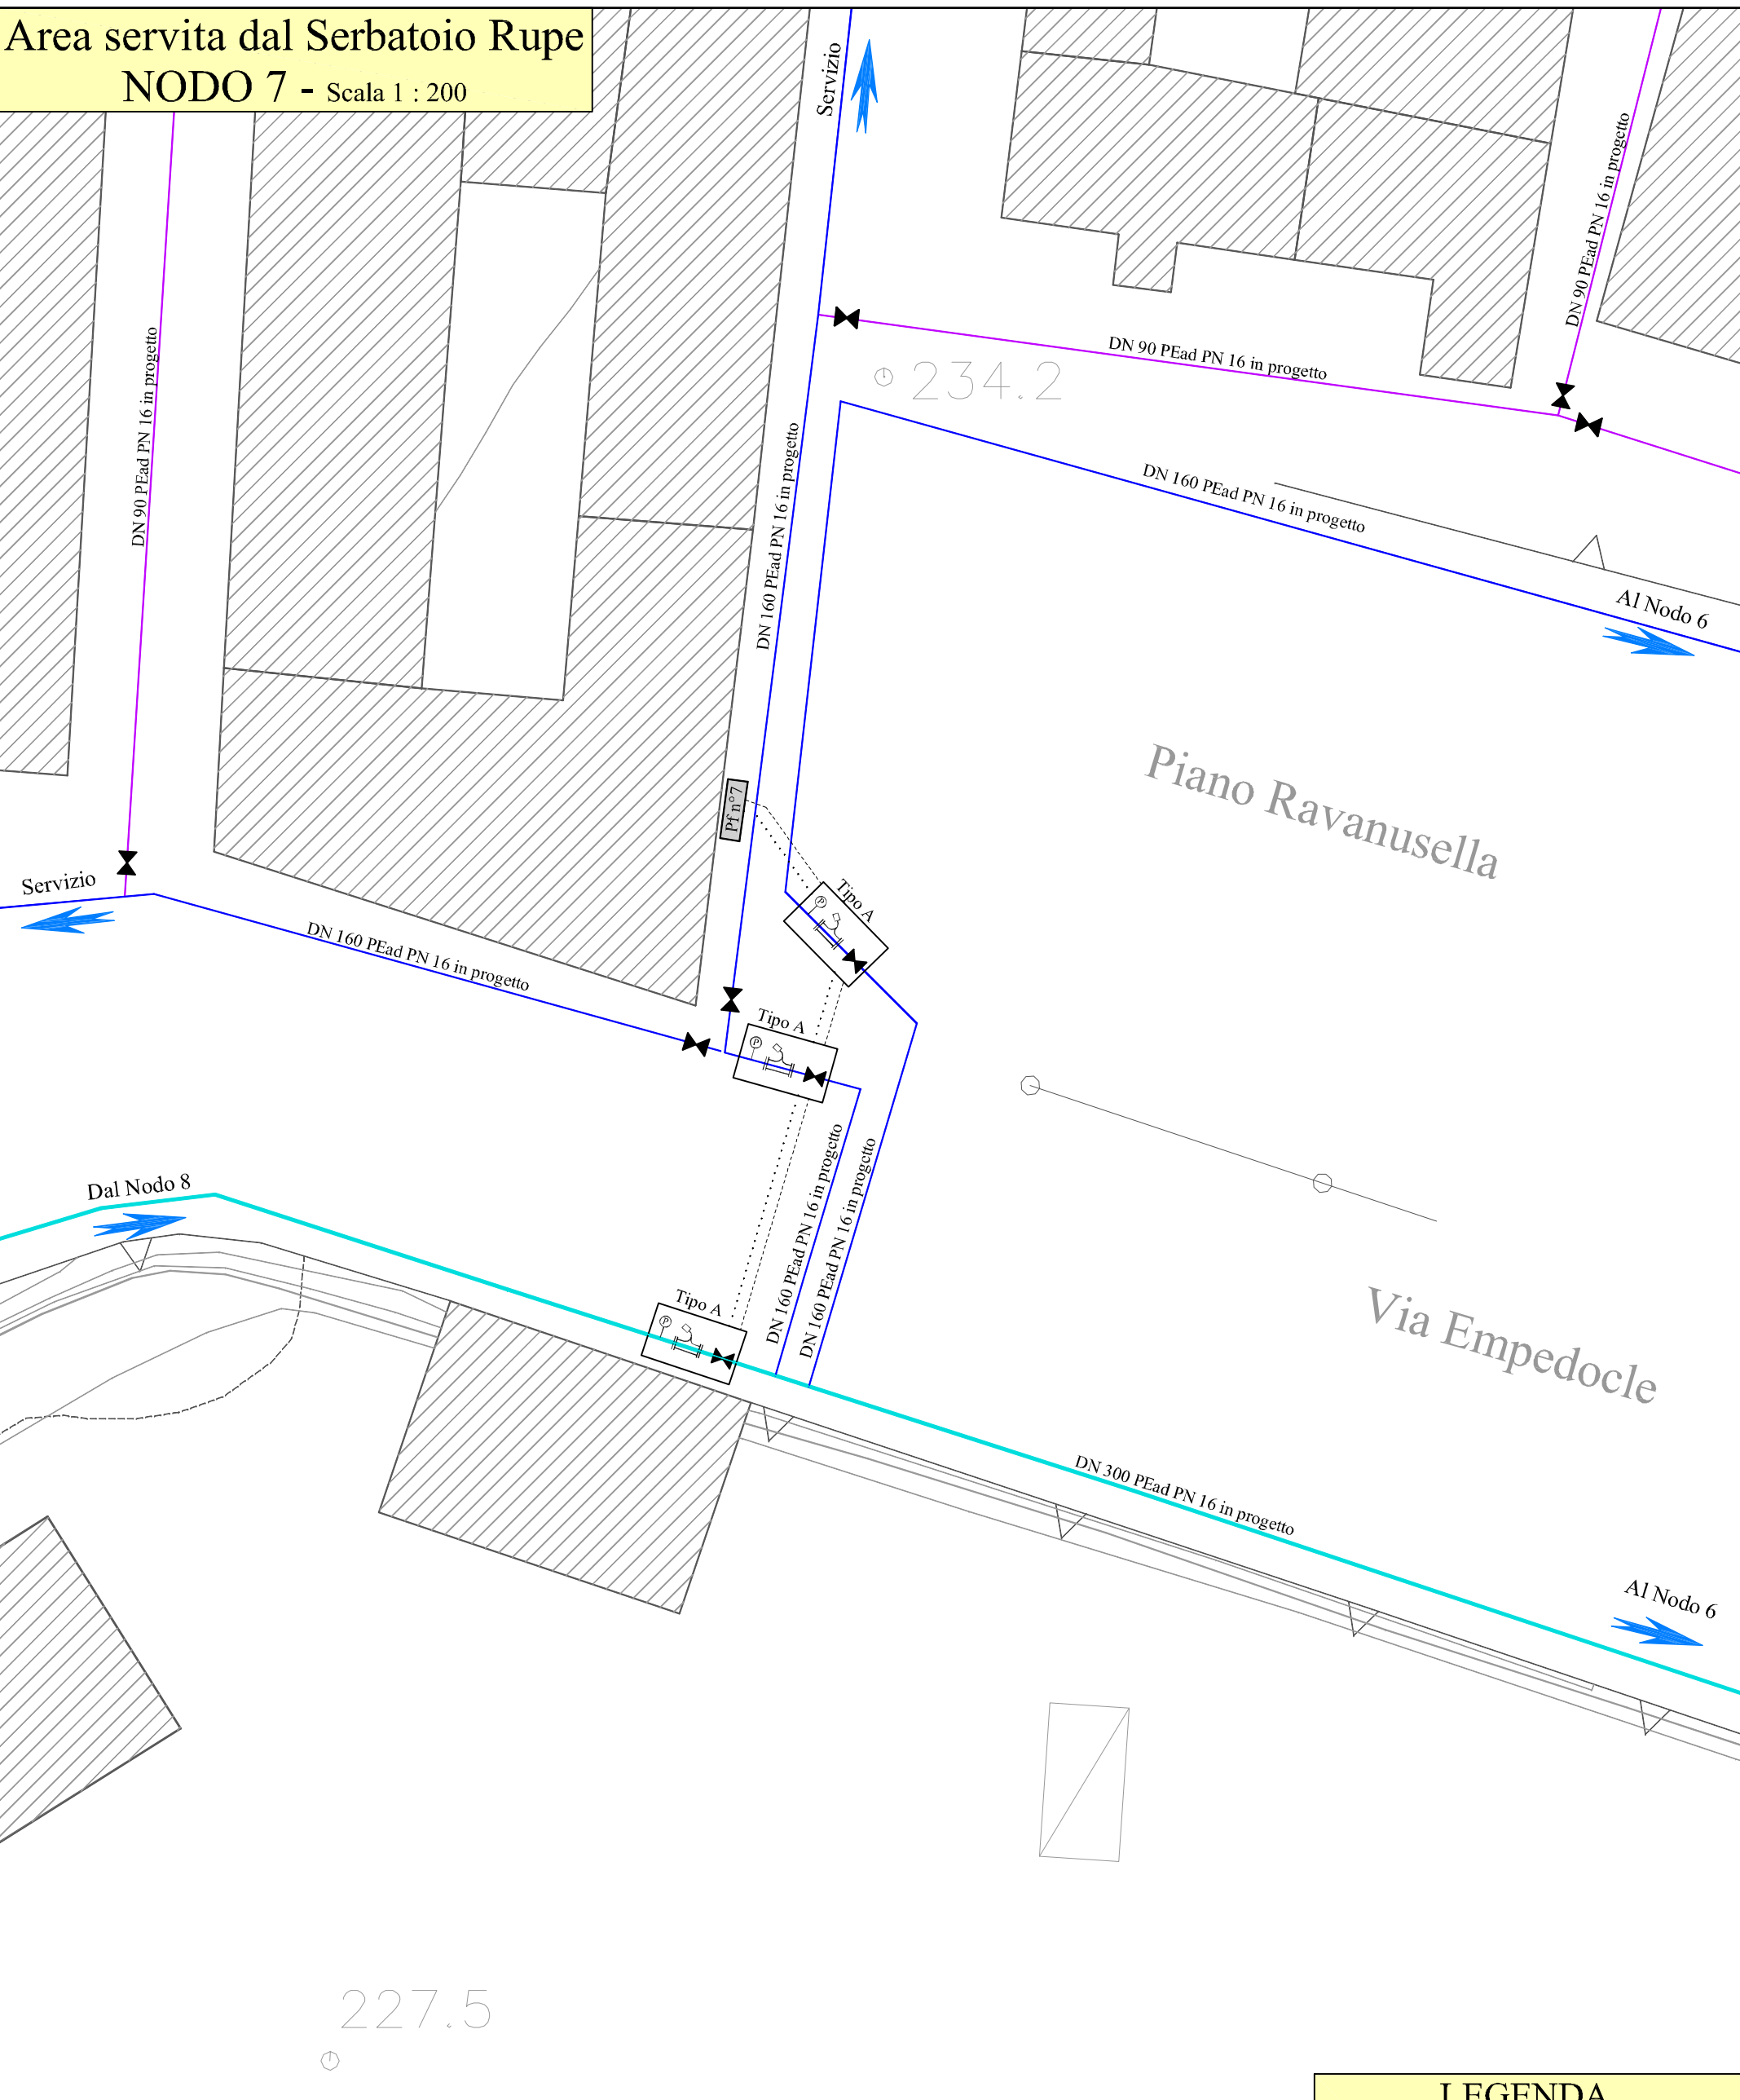 Area servita dal Serbatoio Rupe
NODO 7 - Scala 1 : 200
Servizio
DN 90 PEad PN 16 in progetto
DN 90 PEad PN 16 in progetto
DN 90 PEad PN 16 in progetto
234.2
DN 160 PEad PN 16 in progetto
DN 160 PEad PN 16 in progetto
Al Nodo 6
Piano Ravanusella
Pf n°7
Servizio
Tipo A
P
DN 160 PEad PN 16 in progetto
Tipo A
P
DN 160 PEad PN 16 in progetto
DN 160 PEad PN 16 in progetto
Dal Nodo 8
Tipo A
P
Via Empedocle
DN 300 PEad PN 16 in progetto
Al Nodo 6
227.5
LEGENDA